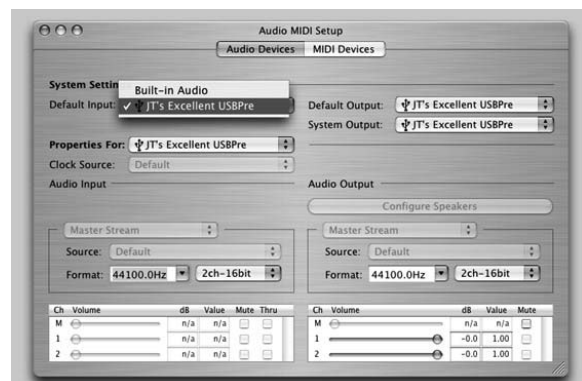 Audio MIDI Setup
Audio Devices MIDI Devices
System Settin
Built-in Audio
Default Input: ✓ JT's Excellent USBPre
Default Output: JT's Excellent USBPre
System Output: JT's Excellent USBPre
Properties For: JT's Excellent USBPre
Clock Source: Default
Audio Input
Audio Output
Configure Speakers
Master Stream
Master Stream
Source: Default
Source: Default
Format: 44100.0Hz 2ch-16bit
Format: 44100.0Hz 2ch-16bit
Ch Volume dB Value Mute Thru
Ch Volume dB Value Mute
M n/a n/a
M n/a n/a
1 n/a n/a
1 -0.0 1.00
2 n/a n/a
2 -0.0 1.00